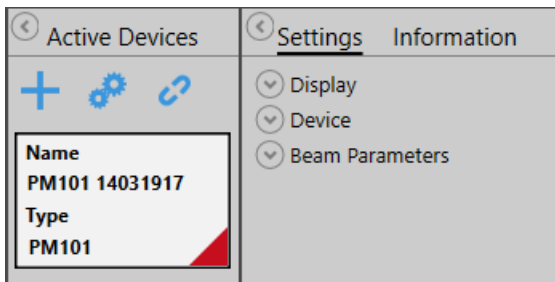 Active Devices
Settings Information
Name
PM101 14031917
Type
PM101
Display
Device
Beam Parameters